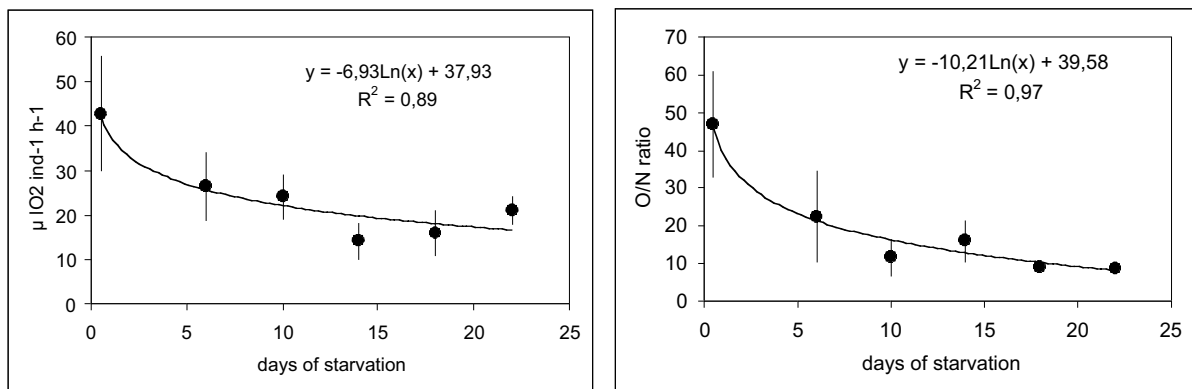 60
50
40
30
20
10
0
µ lO2 ind-1 h-1
y = -6,93Ln(x) + 37,93
R² = 0,89
0 5 10 15 20 25
days of starvation
70
60
50
40
30
20
10
0
O/N ratio
y = -10,21Ln(x) + 39,58
R² = 0,97
0 5 10 15 20 25
days of starvation